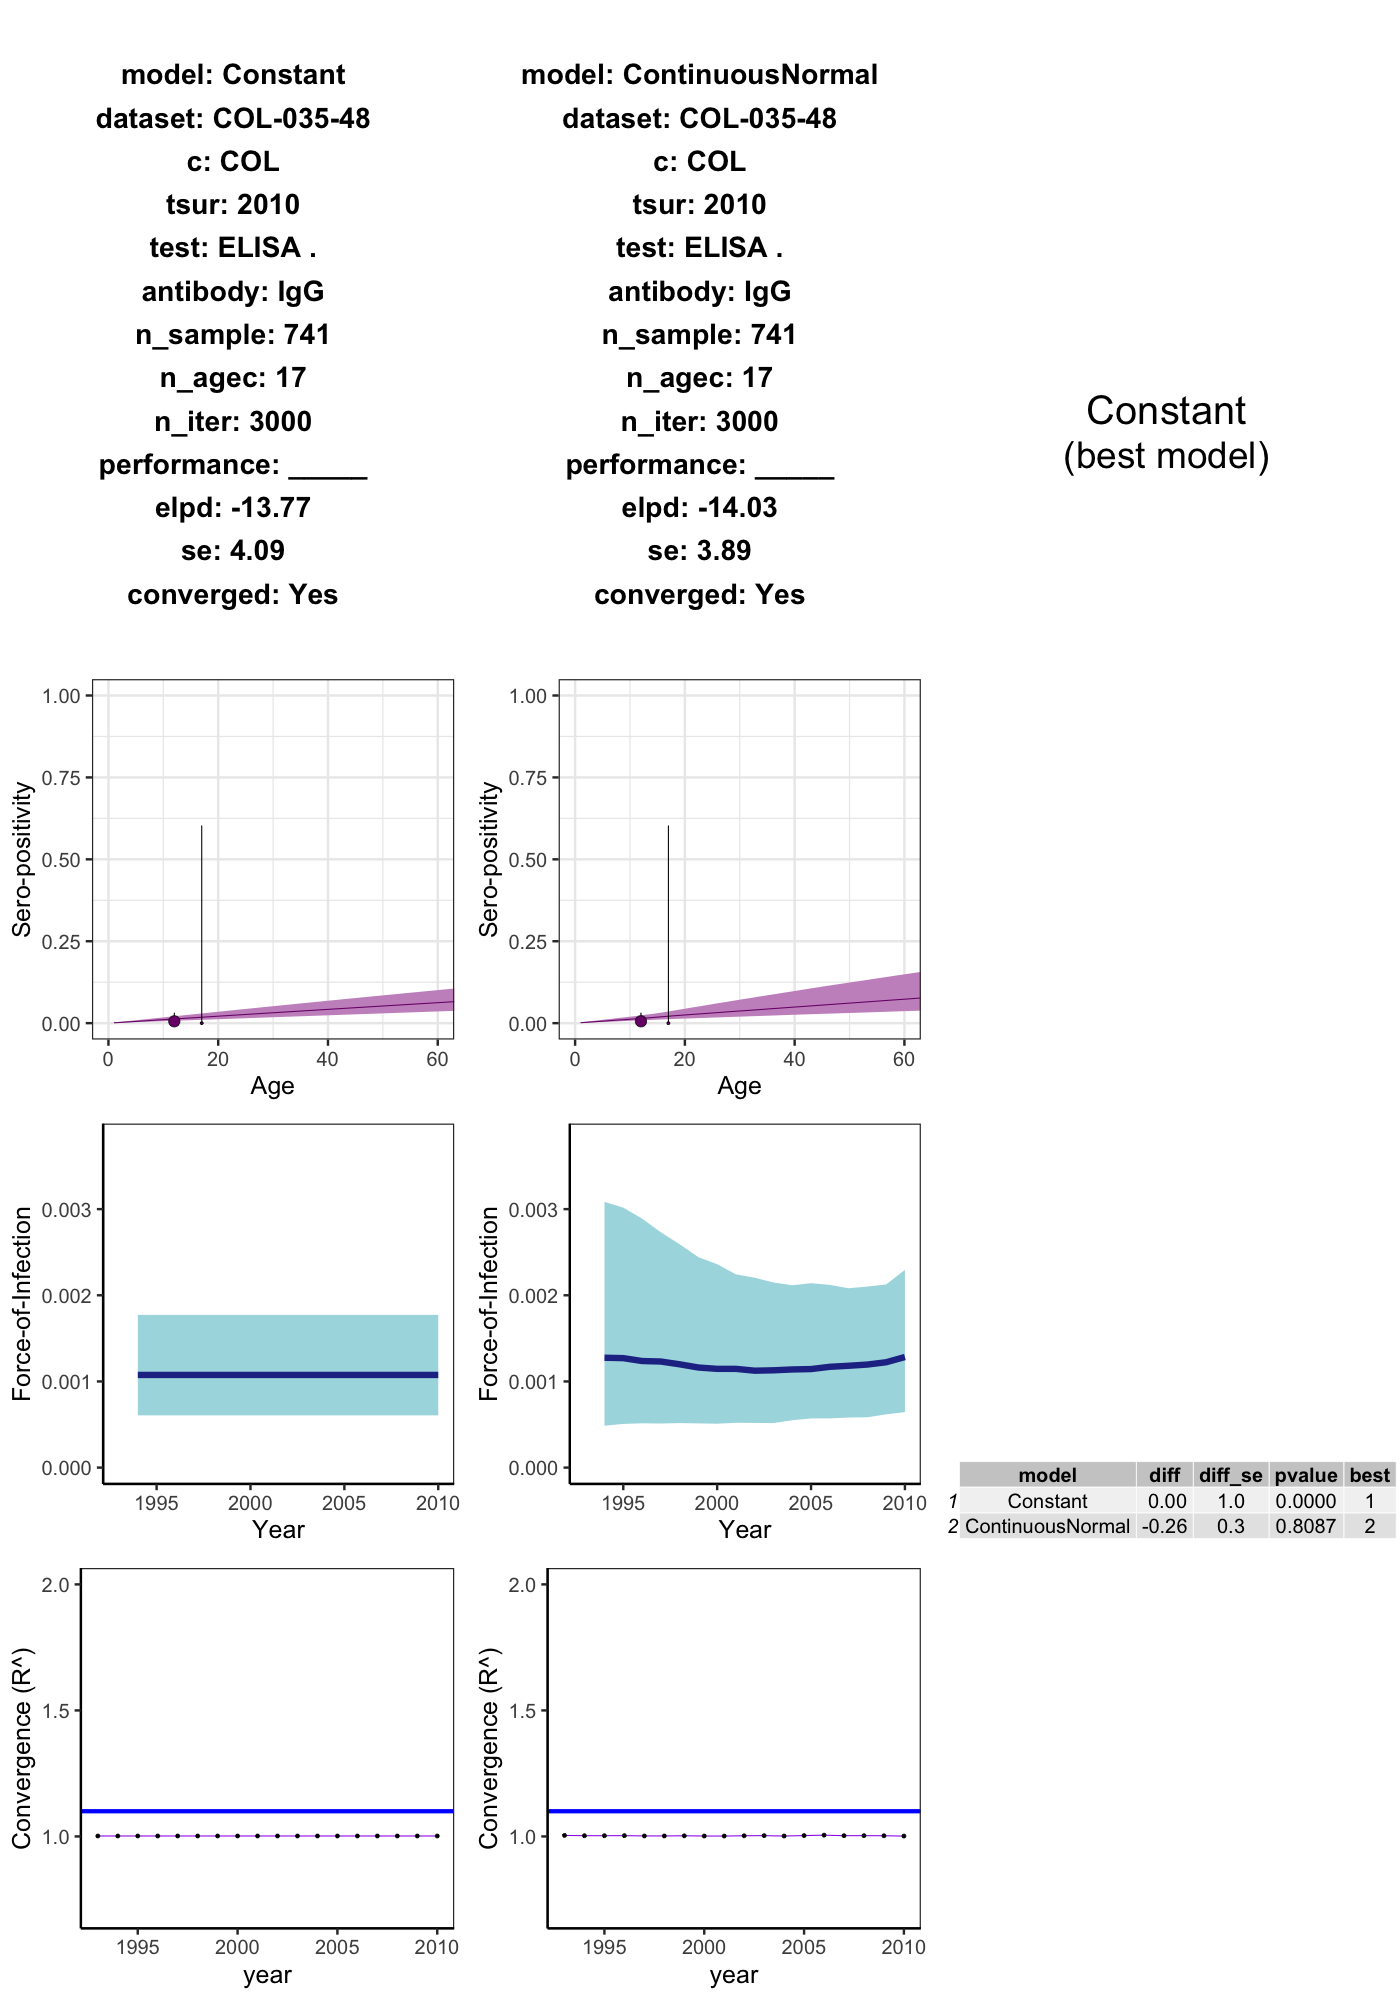 model: Constant
dataset: COL-035-48
c: COL
tsur: 2010
test: ELISA .
antibody: IgG
n_sample: 741
n_agec: 17
n_iter: 3000
performance: _____
elpd: -13.77
se: 4.09
converged: Yes
model: ContinuousNormal
dataset: COL-035-48
c: COL
tsur: 2010
test: ELISA .
antibody: IgG
n_sample: 741
n_agec: 17
n_iter: 3000
performance: _____
elpd: -14.03
se: 3.89
converged: Yes
Constant
(best model)
Sero-positivity
1.00
0.75
0.50
0.25
0.00
0 20 40 60
Age
Sero-positivity
1.00
0.75
0.50
0.25
0.00
0 20 40 60
Age
Force-of-Infection
0.003
0.002
0.001
0.000
1995 2000 2005 2010
Year
Force-of-Infection
0.003
0.002
0.001
0.000
1995 2000 2005 2010
Year
model diff diff_se pvalue best
1 Constant 0.00 1.0 0.0000 1
2 ContinuousNormal -0.26 0.3 0.8087 2
Convergence (R^)
2.0
1.5
1.0
1995 2000 2005 2010
year
Convergence (R^)
2.0
1.5
1.0
1995 2000 2005 2010
year